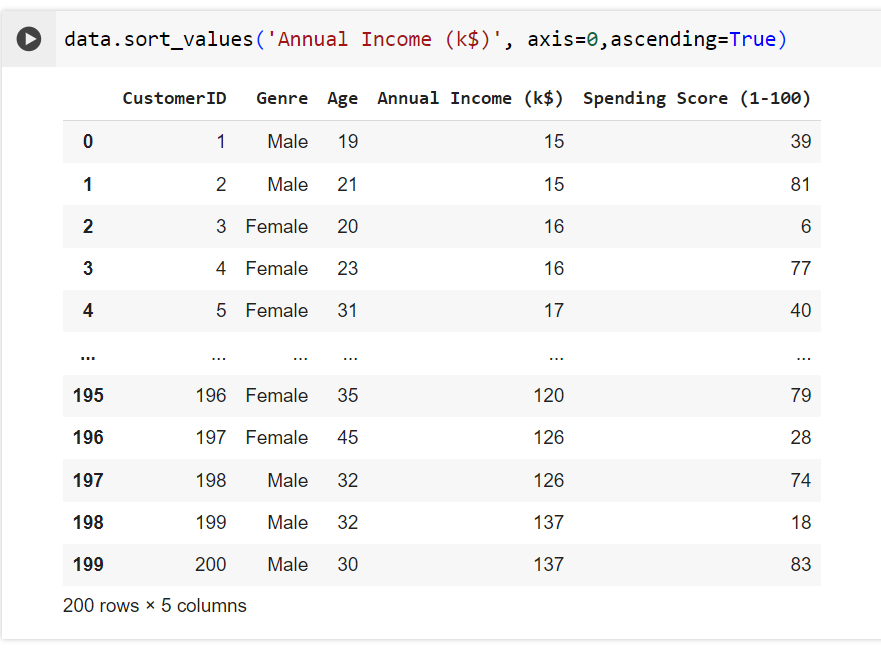 data.sort_values('Annual Income (k$)', axis=0,ascending=True)
CustomerID Genre Age Annual Income (k$) Spending Score (1-100)
0 1 Male 19 15 39
1 2 Male 21 15 81
2 3 Female 20 16 6
3 4 Female 23 16 77
4 5 Female 31 17 40
... ... ... ... ... ...
195 196 Female 35 120 79
196 197 Female 45 126 28
197 198 Male 32 126 74
198 199 Male 32 137 18
199 200 Male 30 137 83
200 rows × 5 columns